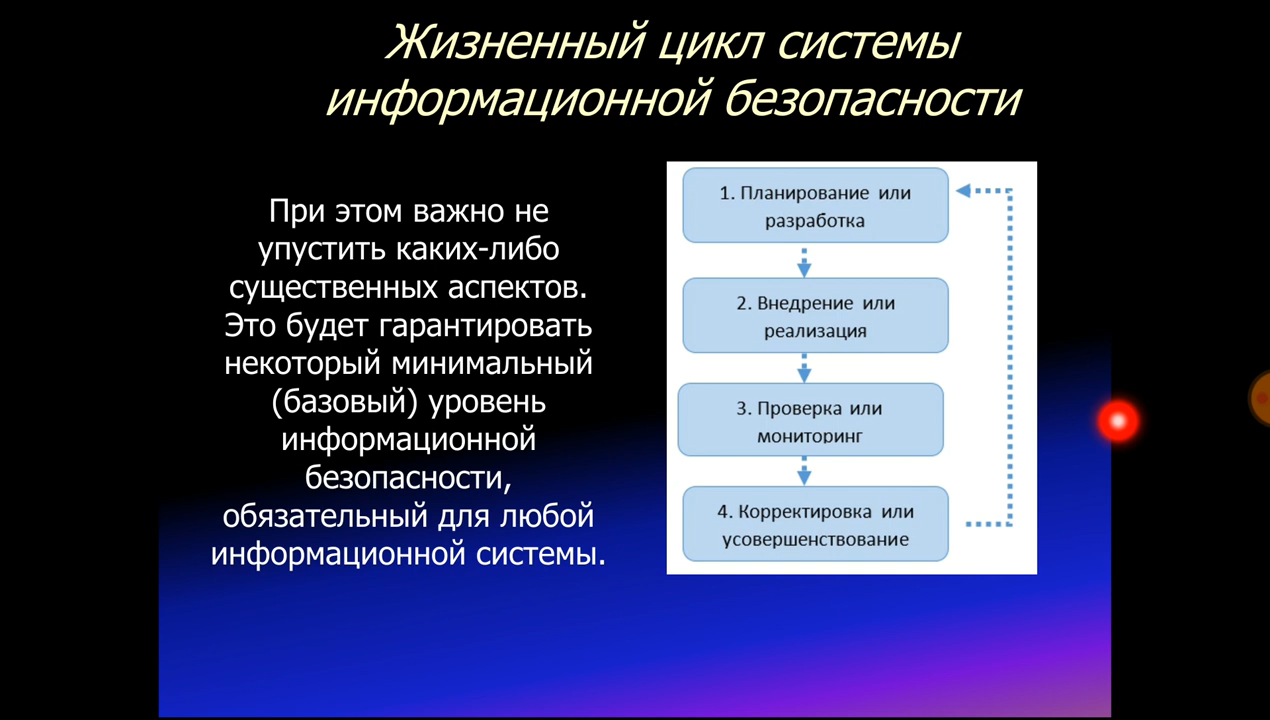 Жизненный цикл системы
информационной безопасности
При этом важно не
упустить каких-либо
существенных аспектов.
Это будет гарантировать
некоторый минимальный
(базовый) уровень
информационной
безопасности,
обязательный для любой
информационной системы.
1. Планирование или
разработка
2. Внедрение или
реализация
3. Проверка или
мониторинг
4. Корректировка или
усовершенствование